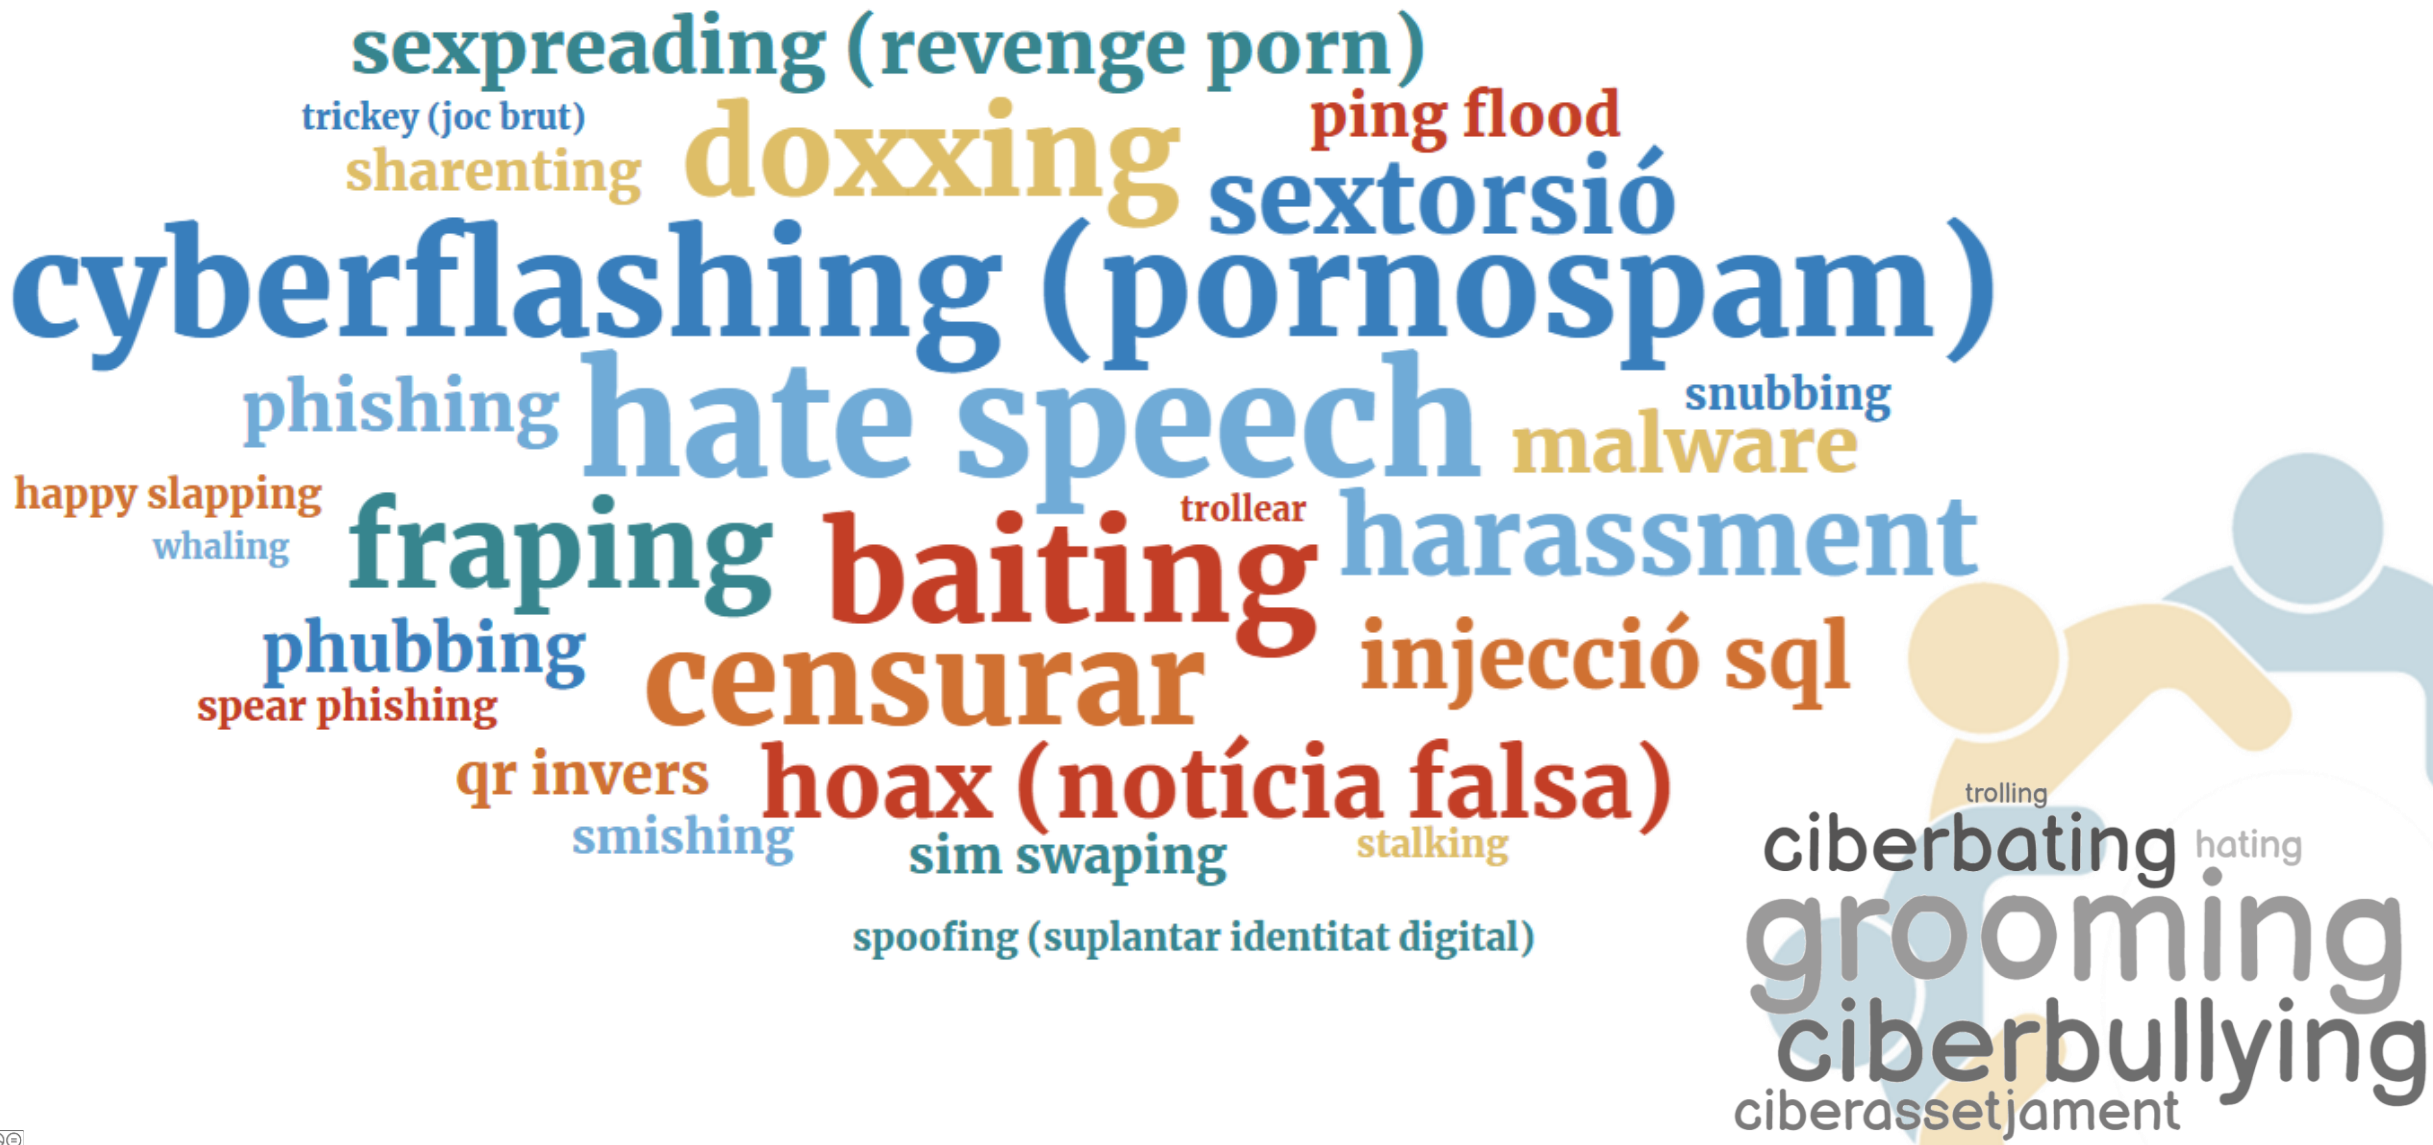 sexpreading (revenge porn)
trickey (joc brut)
doxxing
ping flood
sharenting
sextorsió
cyberflashing (pornospam)
phishing
hate speech
snubbing
malware
happy slapping
whaling
fraping
baiting
trollear
harassment
phubbing
censurar
injecció sql
spear phishing
qr invers
hoax (notícia falsa)
smishing
sim swaping
stalking
spoofing (suplantar identitat digital)
trolling
ciberbating
hating
grooming
ciberbullying
ciberassetjament